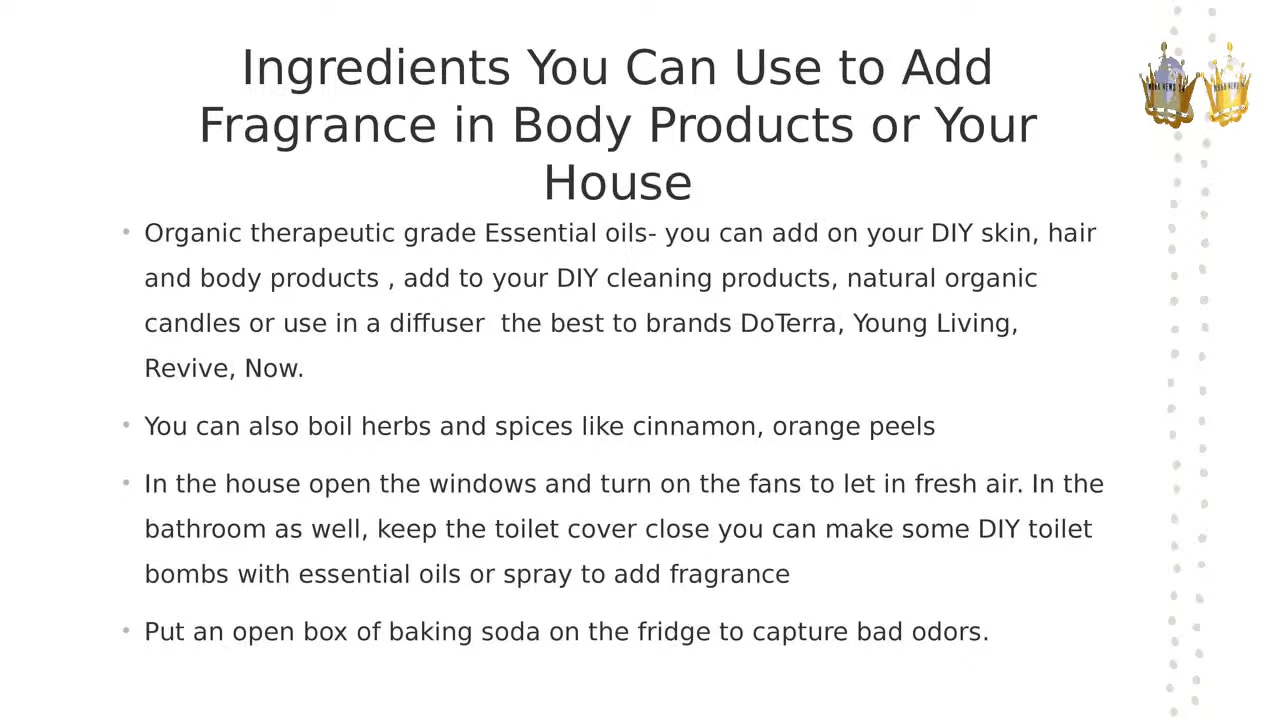 Ingredients You Can Use to Add
Fragrance in Body Products or Your
House
• Organic therapeutic grade Essential oils- you can add on your DIY skin, hair
and body products , add to your DIY cleaning products, natural organic
candles or use in a diffuser  the best to brands DoTerra, Young Living,
Revive, Now.
• You can also boil herbs and spices like cinnamon, orange peels
• In the house open the windows and turn on the fans to let in fresh air. In the
bathroom as well, keep the toilet cover close you can make some DIY toilet
bombs with essential oils or spray to add fragrance
• Put an open box of baking soda on the fridge to capture bad odors.